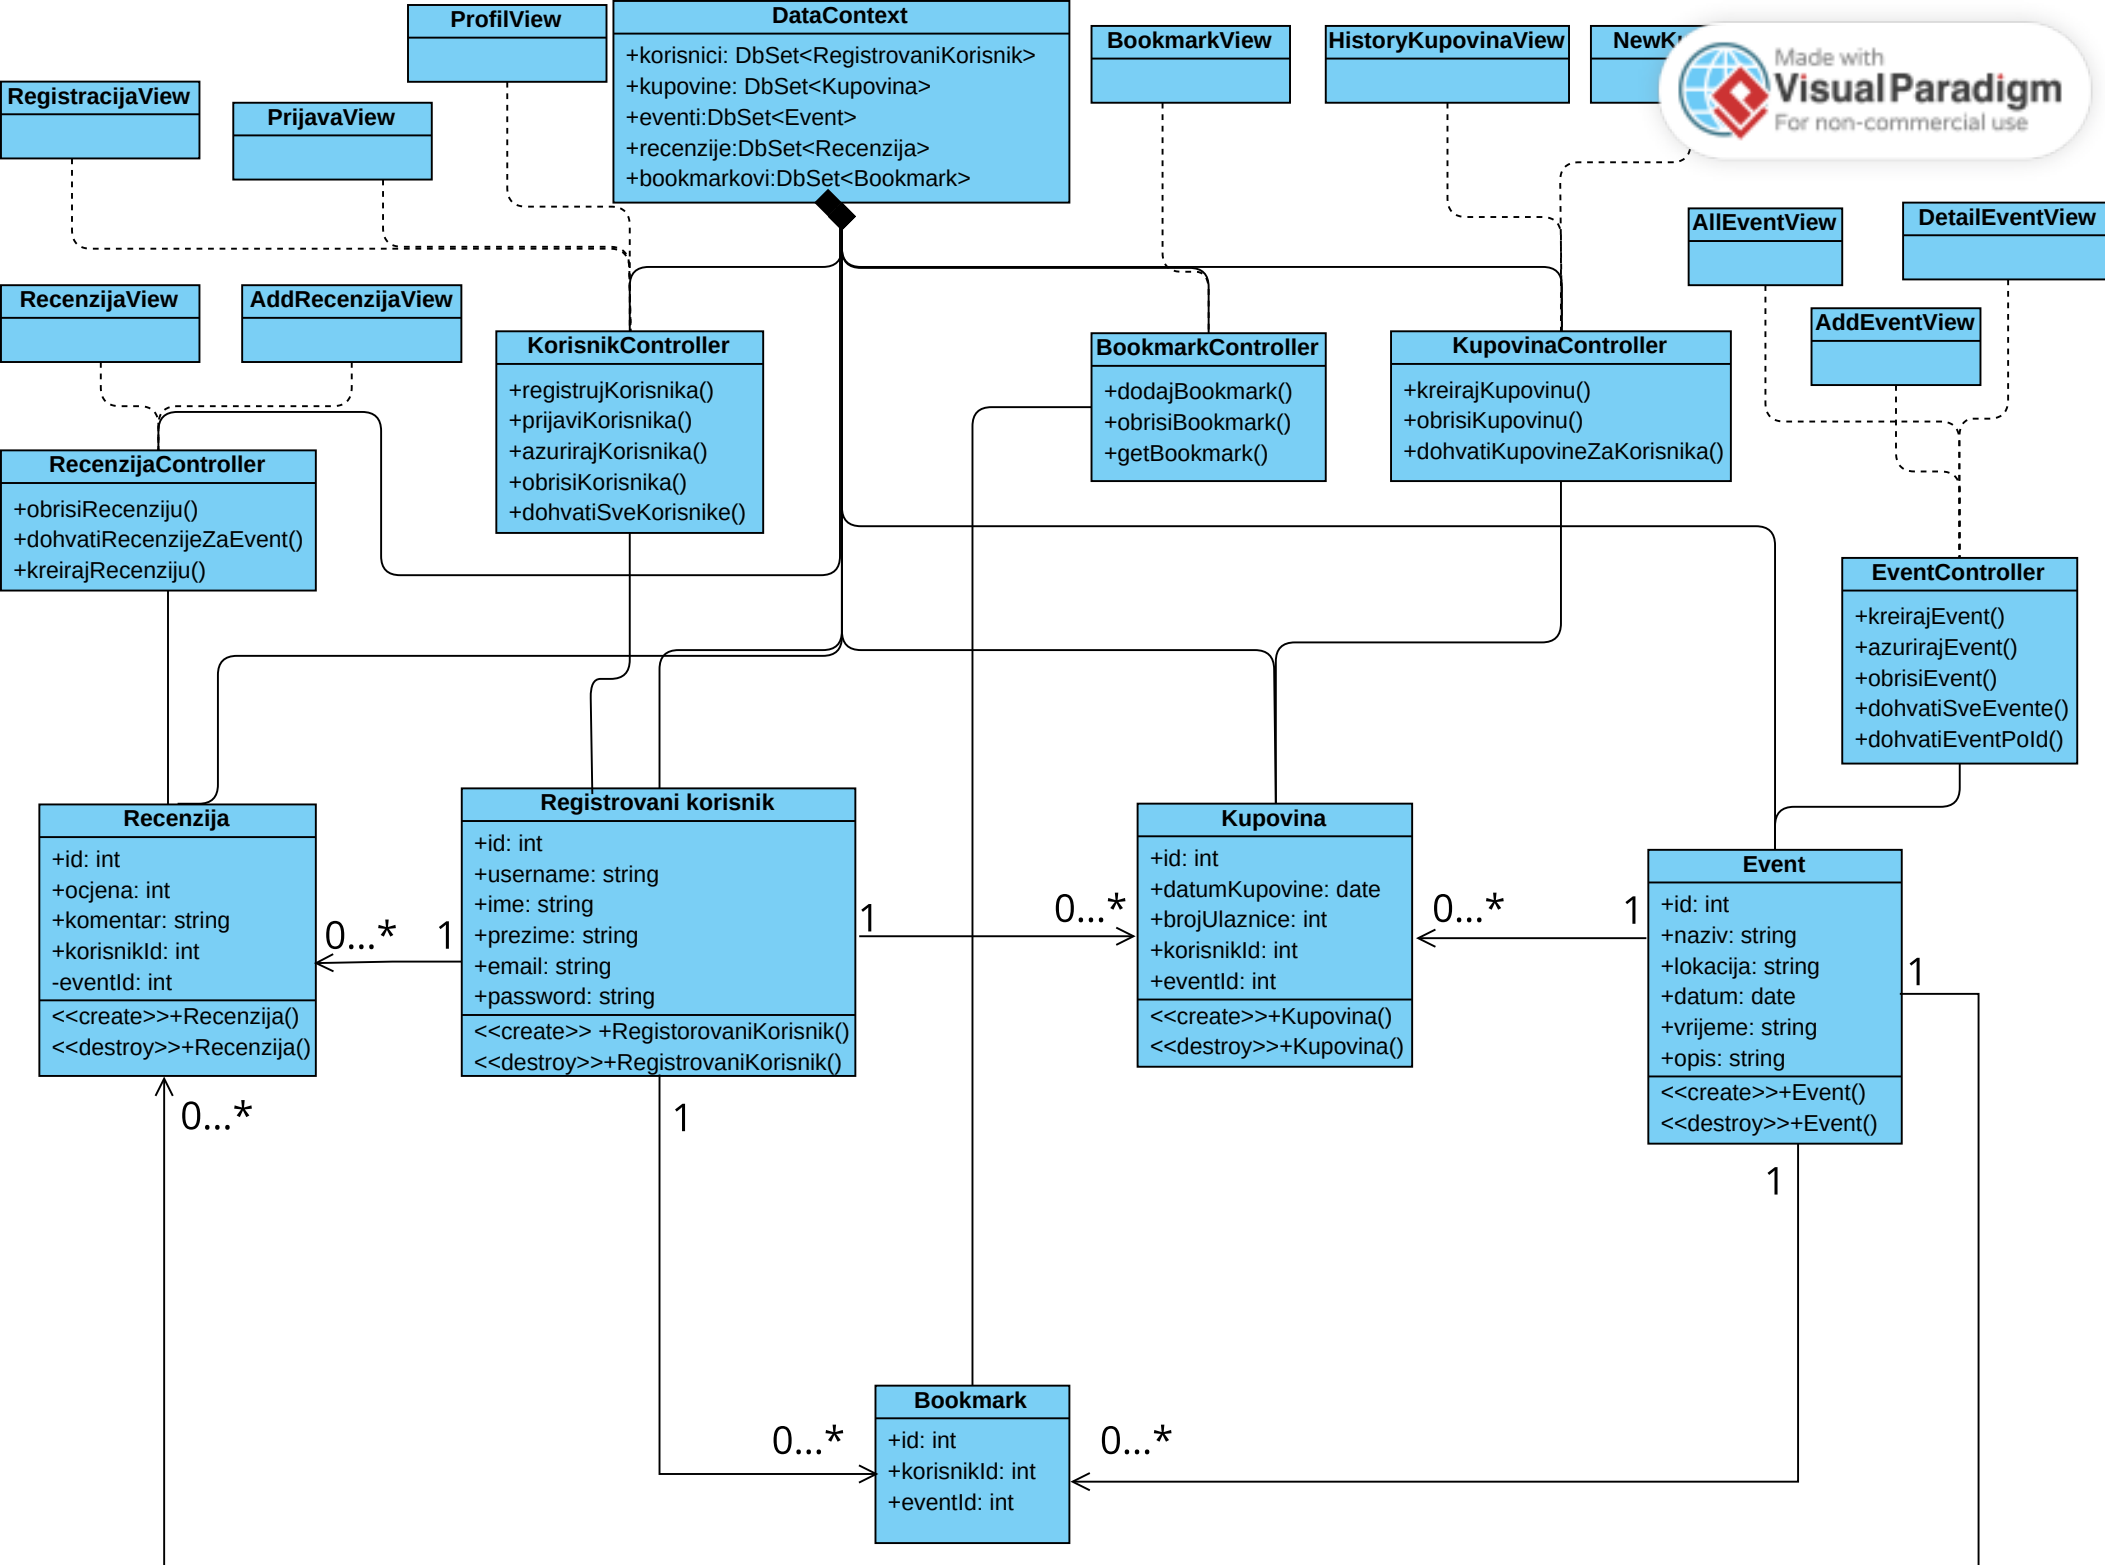 ProfilView
DataContext
+korisnici: DbSet<RegistrovaniKorisnik>
+kupovine: DbSet<Kupovina>
+eventi:DbSet<Event>
+recenzije:DbSet<Recenzija>
+bookmarkovi:DbSet<Bookmark>
BookmarkView
HistoryKupovinaView
Made with
Visual Paradigm
For non-commercial use
RegistracijaView
PrijavaView
AllEventView
DetailEventView
AddEventView
RecenzijaView
AddRecenzijaView
KorisnikController
+registrujKorisnika()
+prijaviKorisnika()
+azurirajKorisnika()
+obrisiKorisnika()
+dohvatiSveKorisnike()
BookmarkController
+dodajBookmark()
+obrisiBookmark()
+getBookmark()
KupovinaController
+kreirajKupovinu()
+obrisiKupovinu()
+dohvatiKupovineZaKorisnika()
RecenzijaController
+obrisiRecenziju()
+dohvatiRecenzijeZaEvent()
+kreirajRecenziju()
EventController
+kreirajEvent()
+azurirajEvent()
+obrisiEvent()
+dohvatiSveEvente()
+dohvatiEventPoId()
Recenzija
+id: int
+ocjena: int
+komentar: string
+korisnikId: int
-eventId: int
<<create>>+Recenzija()
<<destroy>>+Recenzija()
0...*
1
Registrovani korisnik
+id: int
+username: string
+ime: string
+prezime: string
+email: string
+password: string
<<create>> +RegistorovaniKorisnik()
<<destroy>>+RegistrovaniKorisnik()
1
0...*
Kupovina
+id: int
+datumKupovine: date
+brojUlaznice: int
+korisnikId: int
+eventId: int
<<create>>+Kupovina()
<<destroy>>+Kupovina()
0...*
1
Event
+id: int
+naziv: string
+lokacija: string
+datum: date
+vrijeme: string
+opis: string
<<create>>+Event()
<<destroy>>+Event()
1
0...*
1
1
0...*
Bookmark
+id: int
+korisnikId: int
+eventId: int
0...*